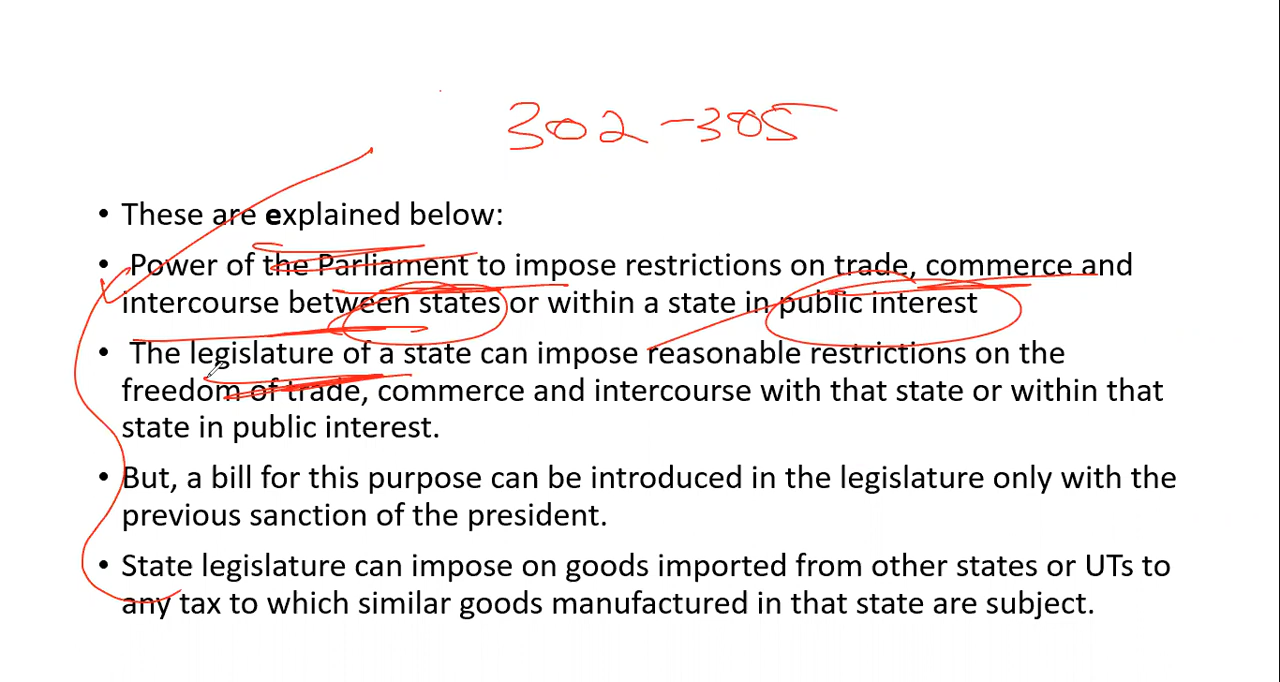 302-305
• These are explained below:
• Power of the Parliament to impose restrictions on trade, commerce and
intercourse between states or within a state in public interest
• The legislature of a state can impose reasonable restrictions on the
freedom of trade, commerce and intercourse with that state or within that
state in public interest.
• But, a bill for this purpose can be introduced in the legislature only with the
previous sanction of the president.
• State legislature can impose on goods imported from other states or UTs to
any tax to which similar goods manufactured in that state are subject.